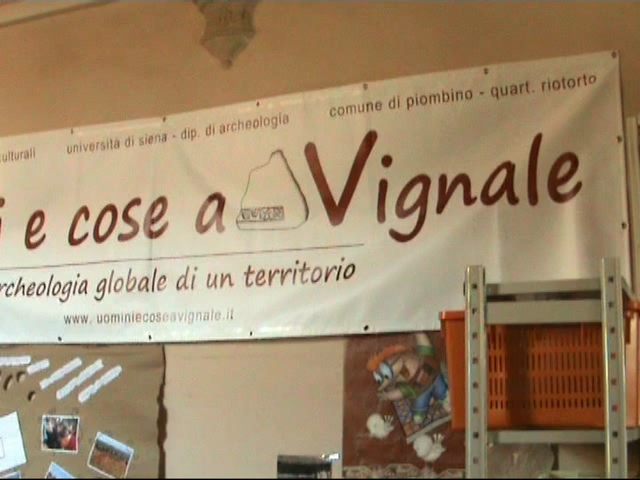 culturali università di siena - dip. di archeologia comune di piombino - quart. riotorto
i e cose a Vignale
rcheologia globale di un territorio
www. uominiecoseavignale.it